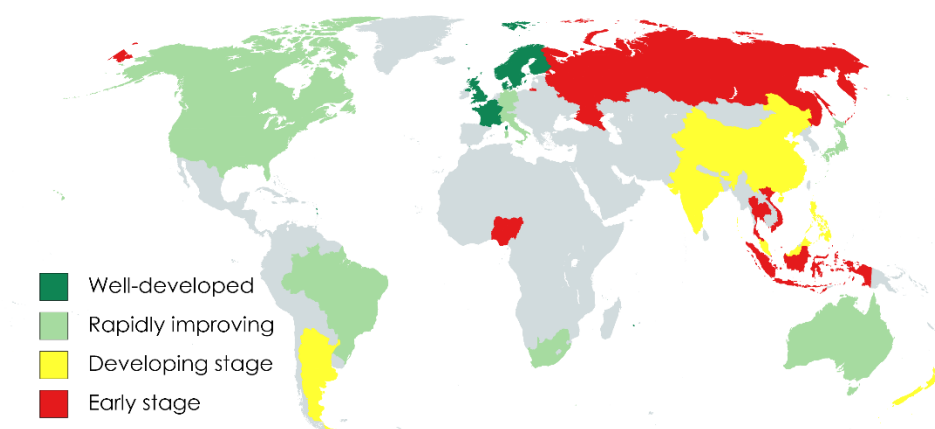 Well-developed
Rapidly improving
Developing stage
Early stage